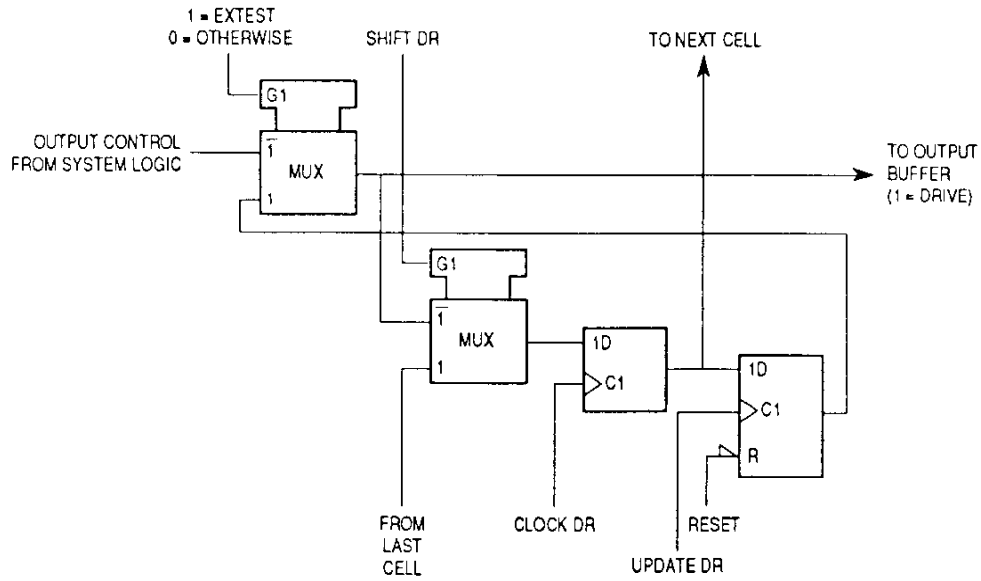 1 = EXTEST
0 = OTHERWISE
SHIFT DR
TO NEXT CELL
G1
OUTPUT CONTROL
FROM SYSTEM LOGIC
1
MUX
1
TO OUTPUT
BUFFER
(1 = DRIVE)
G1
1
MUX
1
1D
C1
1D
C1
R
FROM
LAST
CELL
CLOCK DR
RESET
UPDATE DR